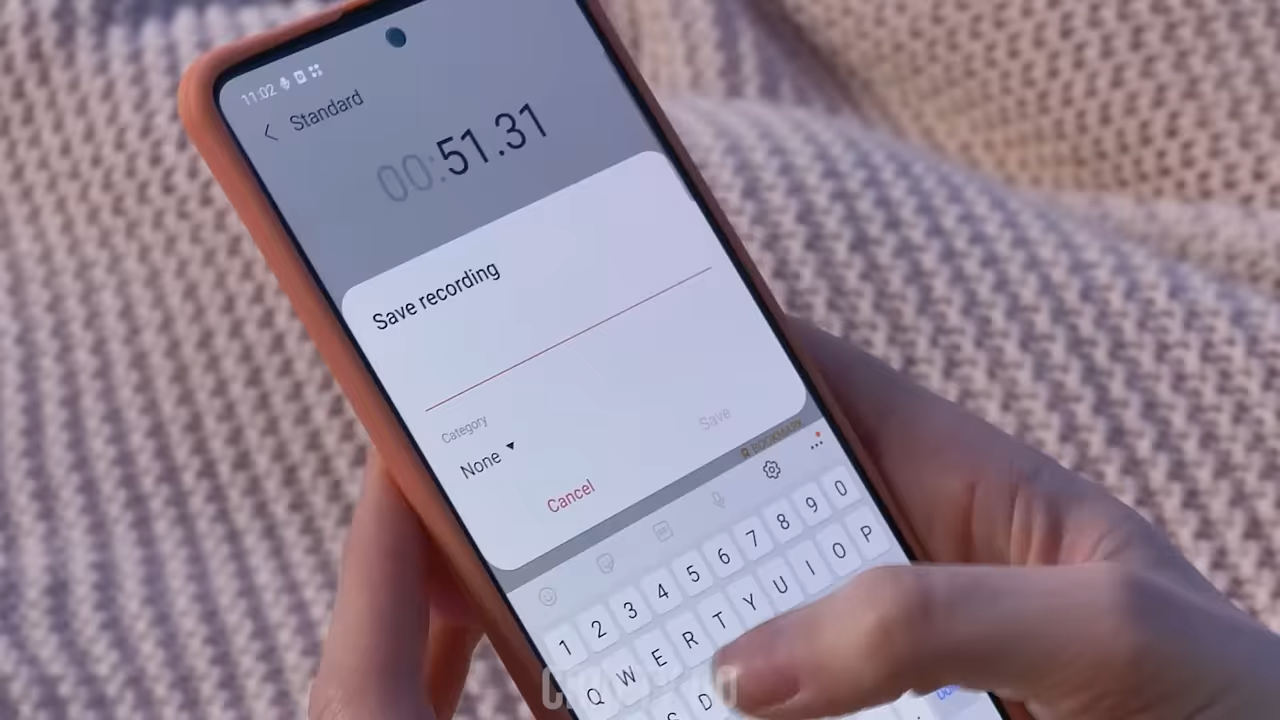 11:02
Standard
00:51.31
Save recording
Category
None
Cancel
Save
BOOKMARK
1 2 3 4 5 6 7 8 9 0
Q W E R T Y U I O P
S D